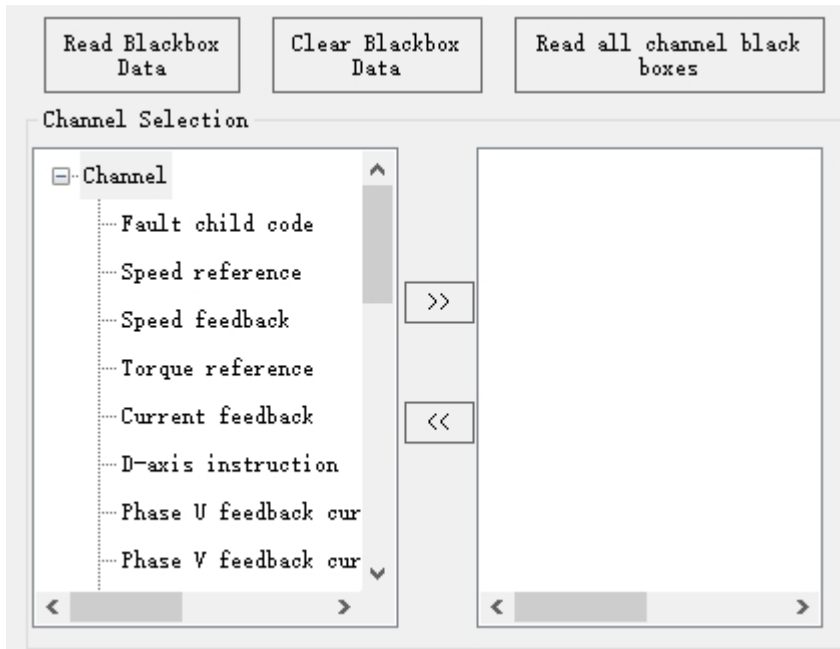 Read Blackbox
Data
Clear Blackbox
Data
Read all channel black
boxes
Channel Selection
Channel
Fault child code
Speed reference
Speed feedback
>>
Torque reference
Current feedback
<<
D-axis instruction
Phase U feedback cur
Phase V feedback cur